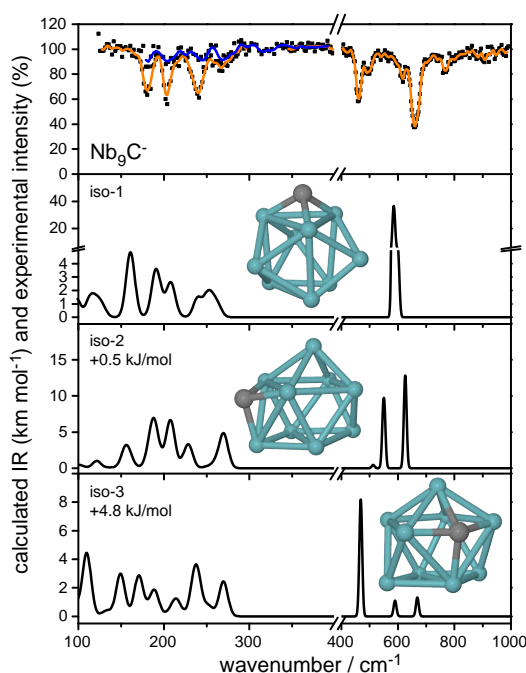 calculated IR (km mol-1) and experimental intensity (%)
120
100
80
60
40
20
0
Nb9C-
iso-1
40
20
4
3
2
1
0
iso-2
+0.5 kJ/mol
15
10
5
0
iso-3
+4.8 kJ/mol
8
6
4
2
0
100 200 300 400 600 800 1000
wavenumber / cm-1